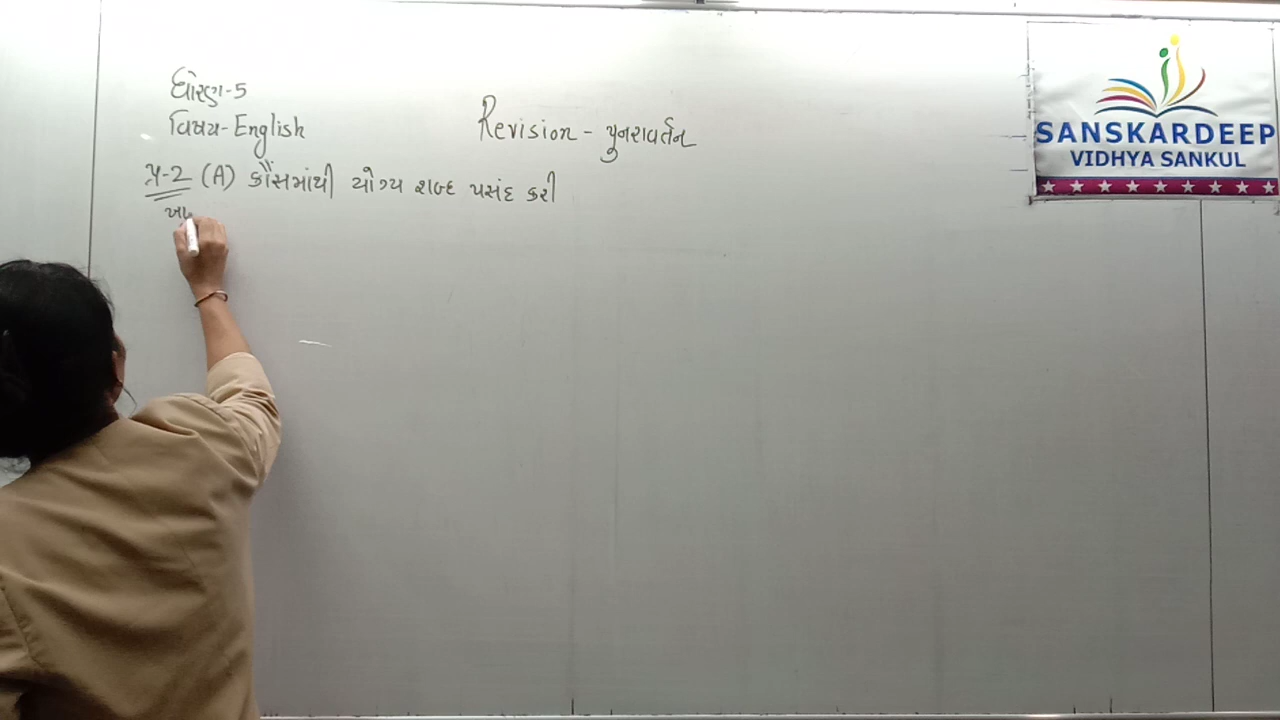 ધોરણ-5
વિષય-English
Revision - પુનરાવર્તન
પ્ર-2 (A) કૌંસમાંથી યોગ્ય શબ્દ પસંદ કરી
SANSKARDEEP
VIDHYA SANKUL